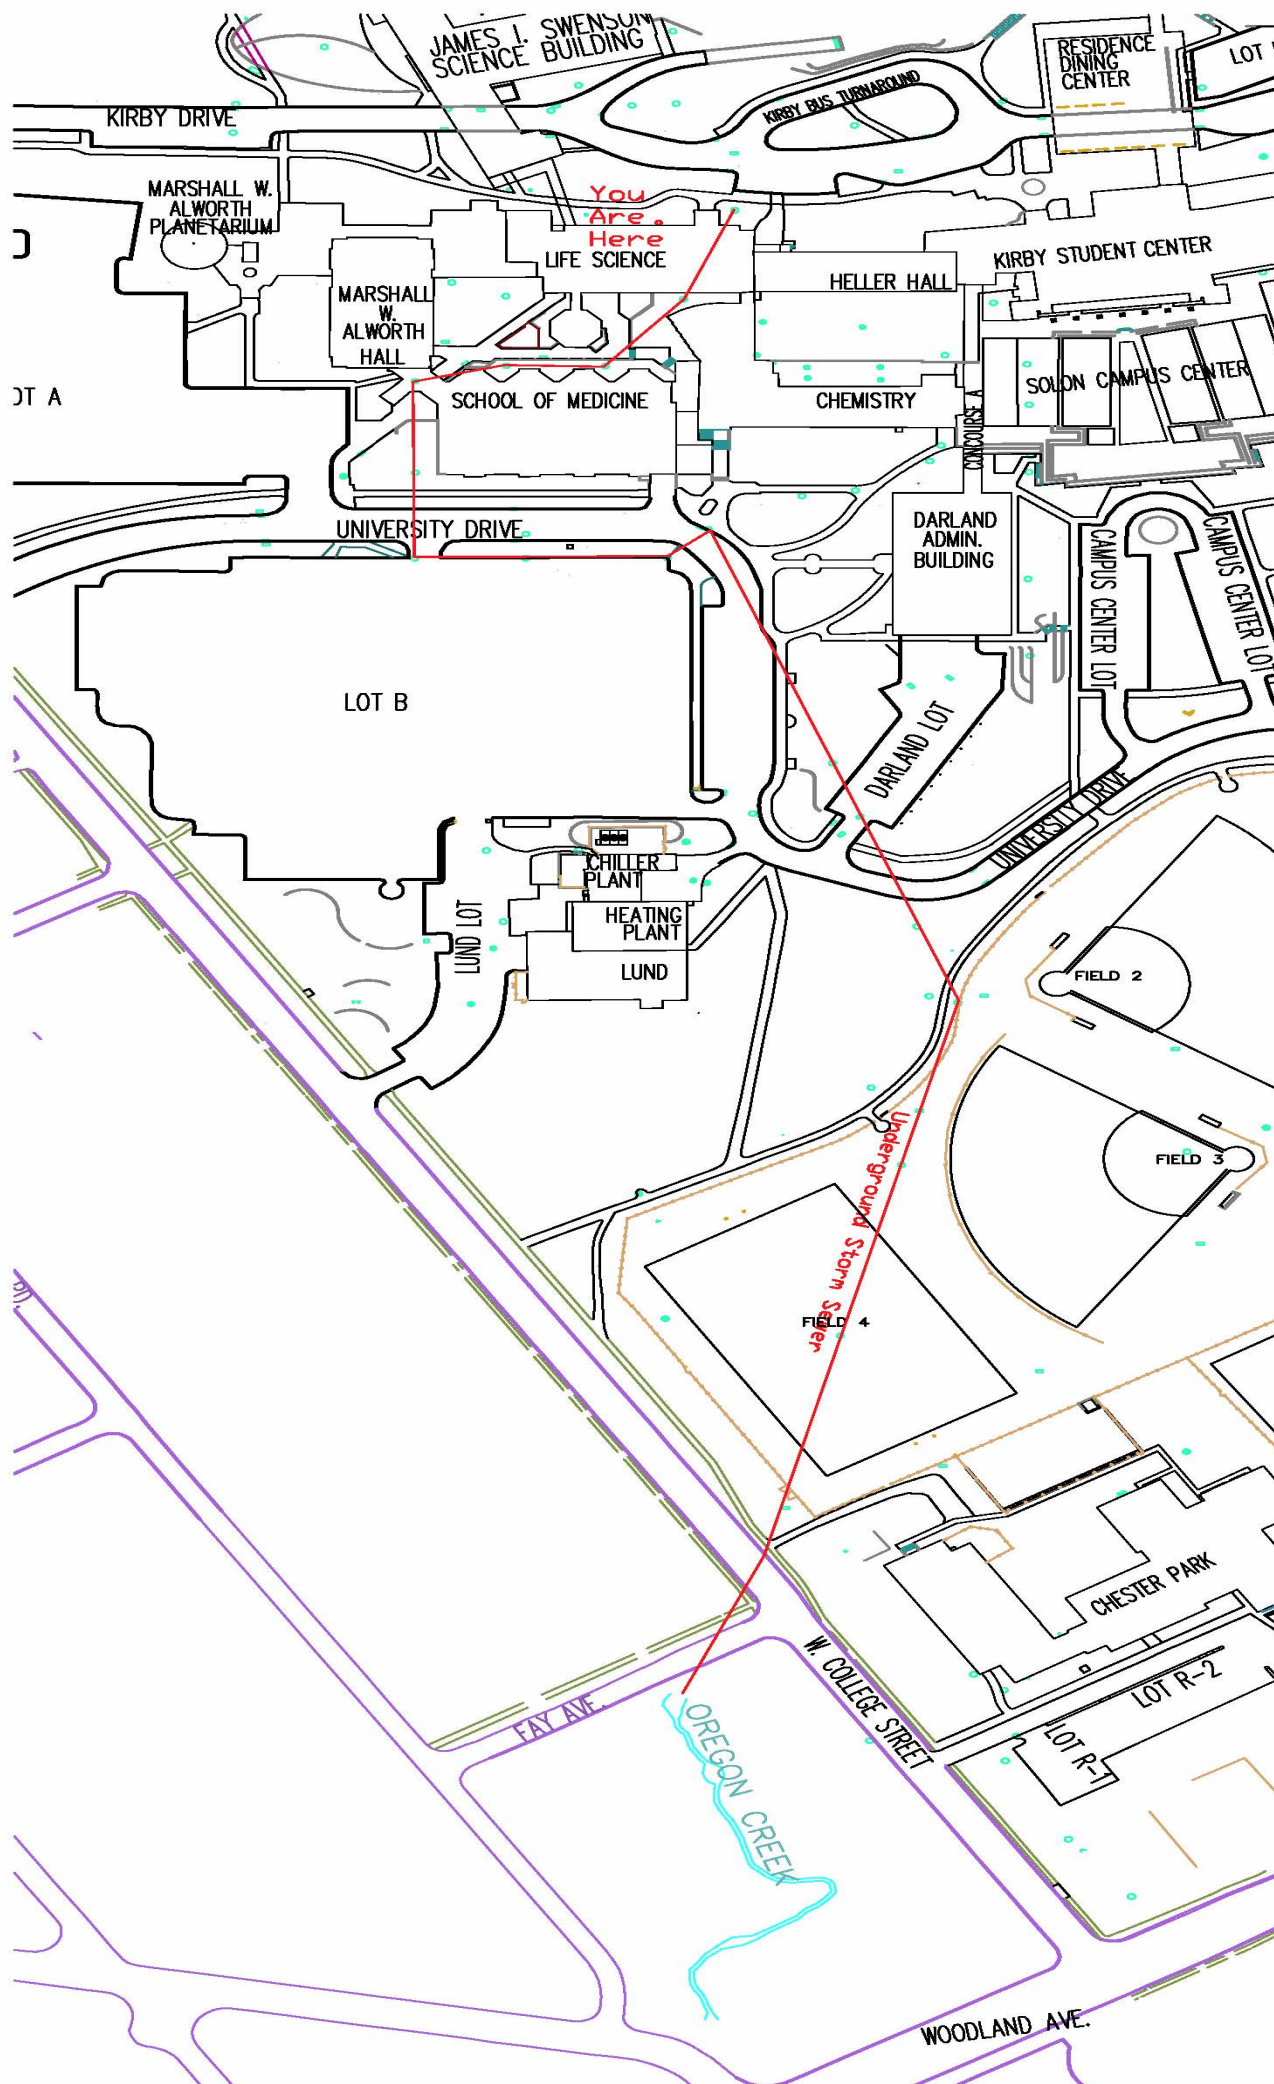 JAMES I. SWENSON
SCIENCE BUILDING
RESIDENCE
DINING
CENTER
LOT
KIRBY DRIVE
KIRBY BUS TURNAROUND
MARSHALL W.
ALWORTH
PLANETARIUM
You
Are.
Here
LIFE SCIENCE
KIRBY STUDENT CENTER
HELLER HALL
MARSHALL
W.
ALWORTH
HALL
OT A
SCHOOL OF MEDICINE
CHEMISTRY
CONCOURSE A
SOLON CAMPUS CENTER
UNIVERSITY DRIVE
DARLAND
ADMIN.
BUILDING
CAMPUS CENTER LOT
CAMPUS CENTER LOT
LOT B
DARLAND LOT
UNIVERSITY DRIVE
CHILLER
PLANT
HEATING
PLANT
LUND LOT
LUND
FIELD 2
Underground Storm Sewer
FIELD 3
RD.
FIELD 4
CHESTER PARK
W. COLLEGE STREET
LOT R-2
LOT R-1
FAY AVE.
OREGON CREEK
WOODLAND AVE.